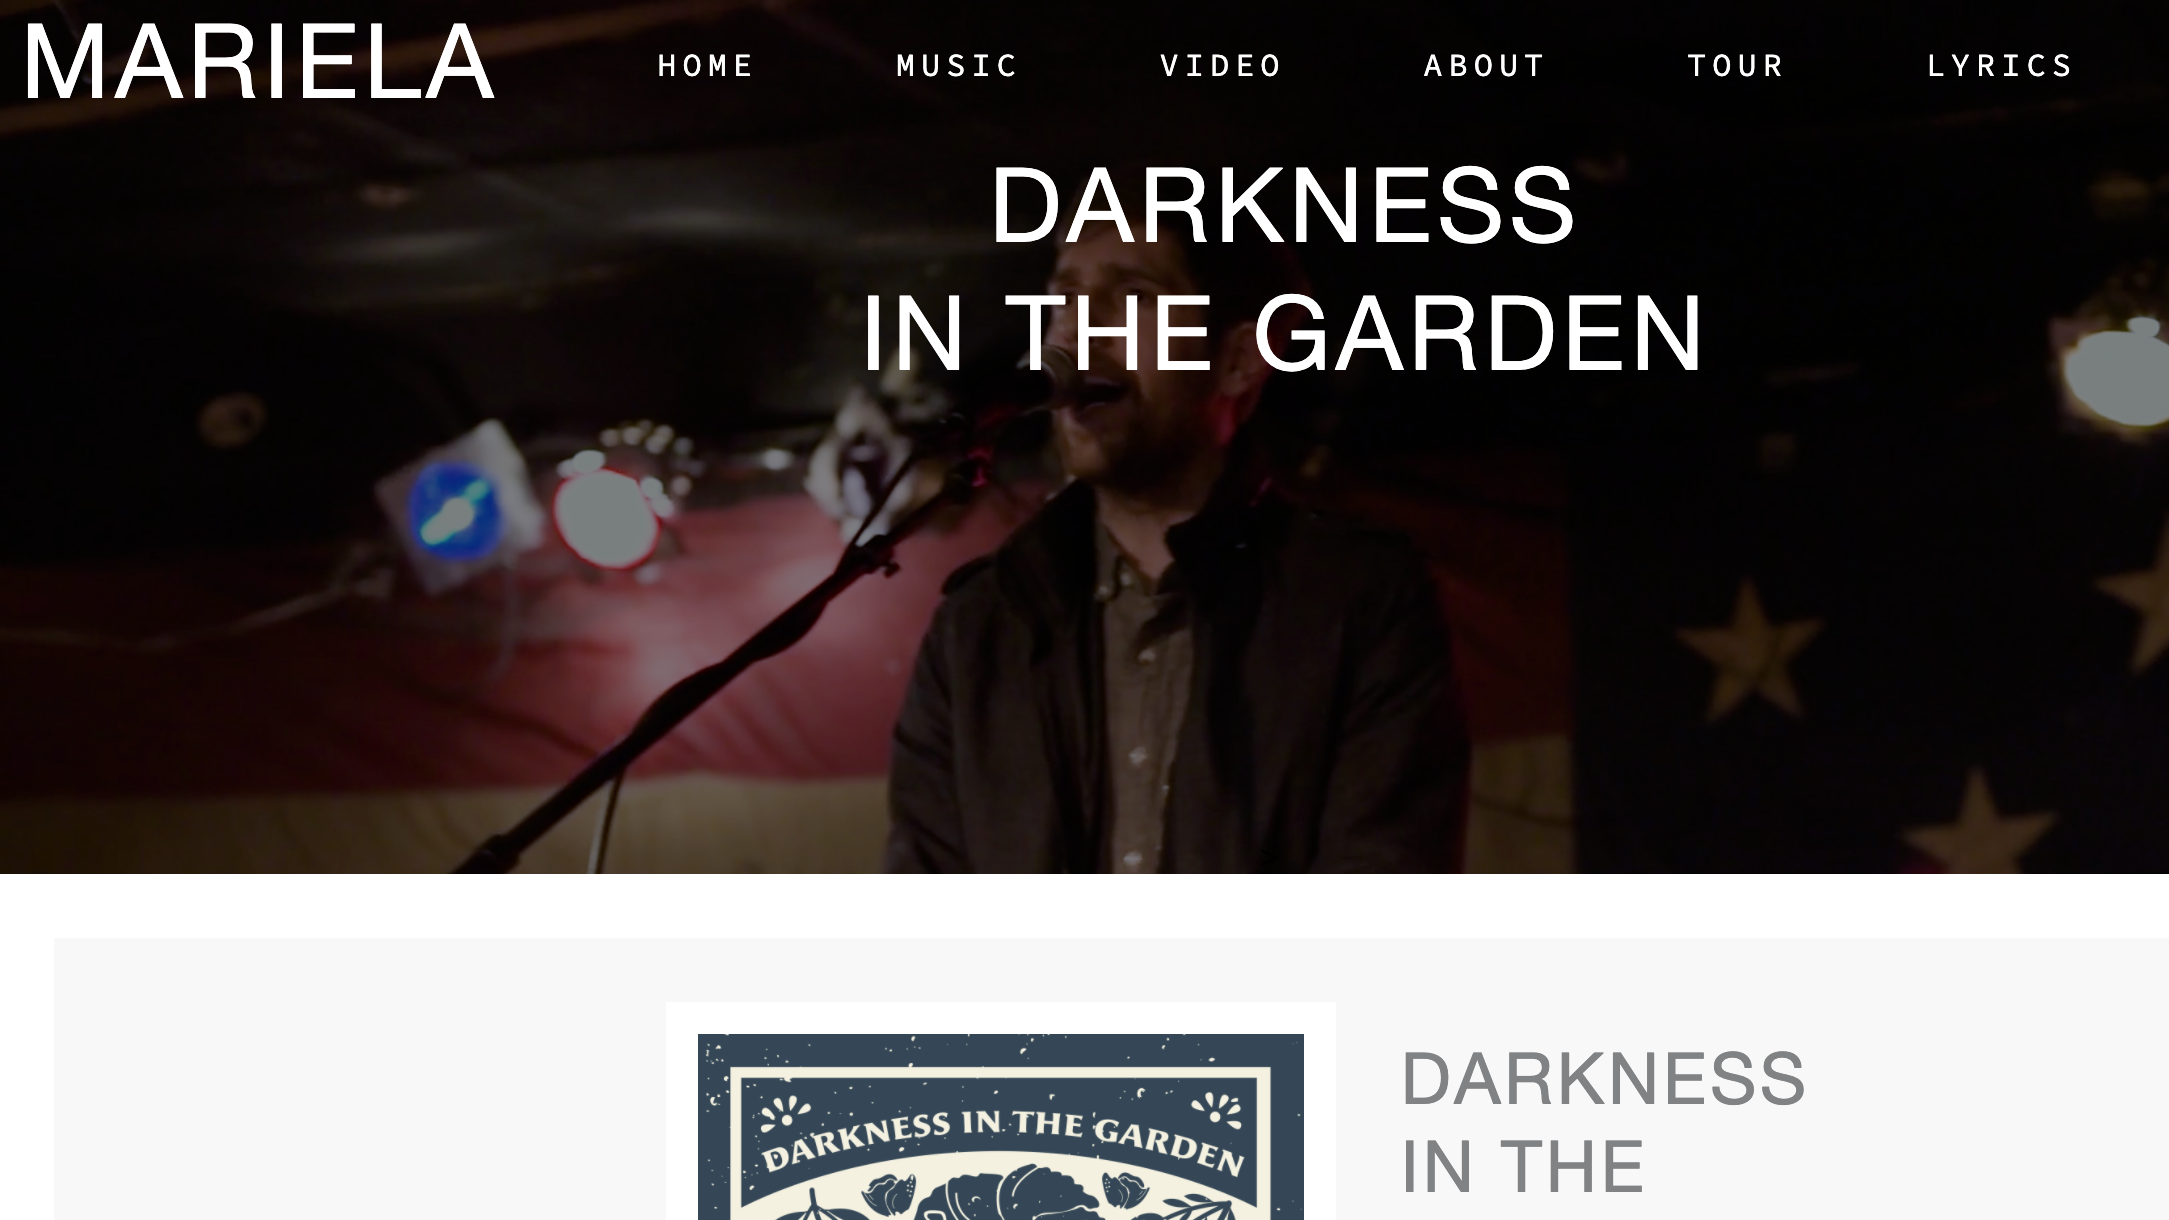 MARIELA
HOME MUSIC VIDEO ABOUT TOUR LYRICS
DARKNESS
IN THE GARDEN
DARKNESS IN THE GARDEN
DARKNESS
IN THE